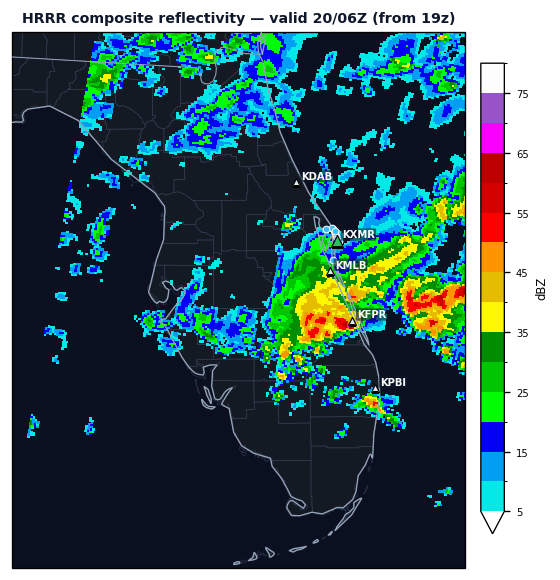 HRRR composite reflectivity — valid 20/06Z (from 19z)
KDAB
KXMR
KMLB
KFPR
KPBI
75
65
55
45
35
25
15
5
dBZ